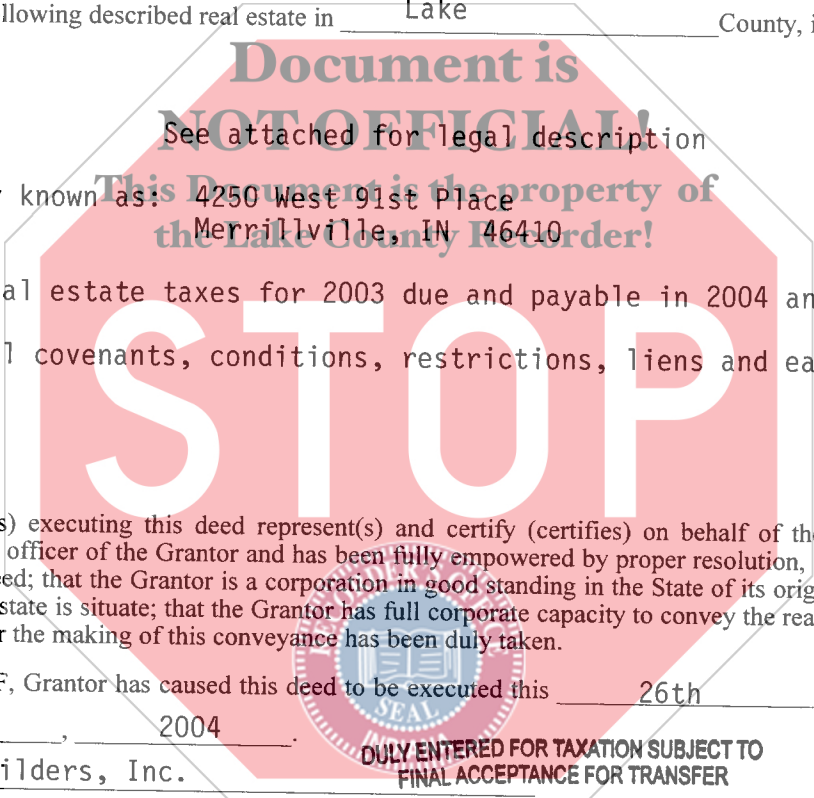 llowing described real estate in Lake County, i
Document is
NOT OFFICIAL!
See attached for legal description
This Document is the property of
known as: 4250 West 91st Place
the Lake County Recorder!
Merrillville, IN 46410
al estate taxes for 2003 due and payable in 2004 an
l covenants, conditions, restrictions, liens and ea
STOP
s) executing this deed represent(s) and certify (certifies) on behalf of th
officer of the Grantor and has been fully empowered by proper resolution,
ed; that the Grantor is a corporation in good standing in the State of its orig
state is situate; that the Grantor has full corporate capacity to convey the rea
r the making of this conveyance has been duly taken.
F, Grantor has caused this deed to be executed this 26th
, 2004 .
SEAL
INDIANA
DULY ENTERED FOR TAXATION SUBJECT TO
FINAL ACCEPTANCE FOR TRANSFER
ilders, Inc.